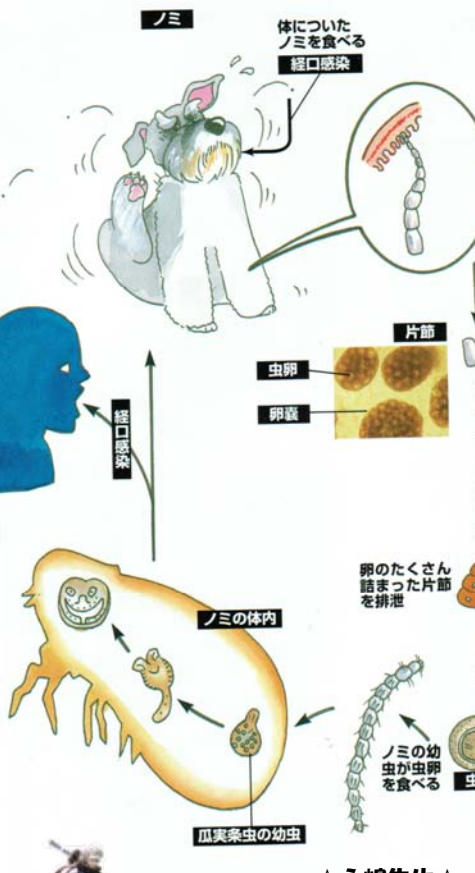 ノミ
体についた
ノミを食べる
経口感染
片節
虫卵
卵嚢
経口感染
卵のたくさん
詰まった片節
を排泄
ノミの体内
ノミの幼
虫が虫卵
を食べる
瓜実条虫の幼虫